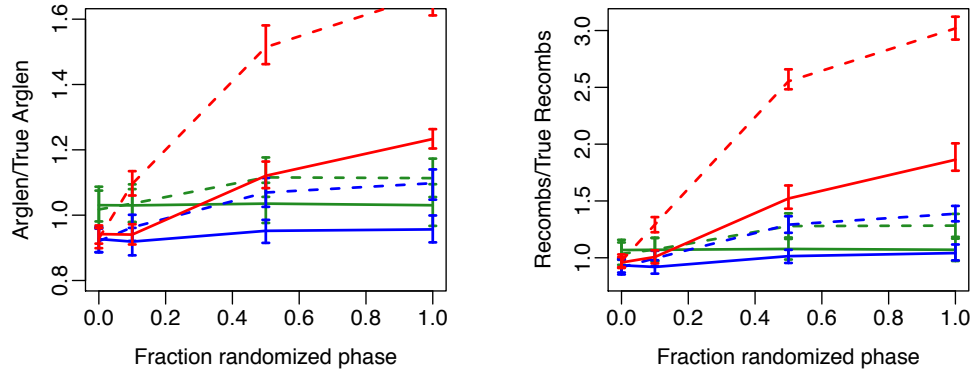 Arglen/True Arglen
1.6
1.4
1.2
1.0
0.8
0.0 0.2 0.4 0.6 0.8 1.0
Fraction randomized phase
Recombs/True Recombs
3.0
2.5
2.0
1.5
1.0
0.0 0.2 0.4 0.6 0.8 1.0
Fraction randomized phase